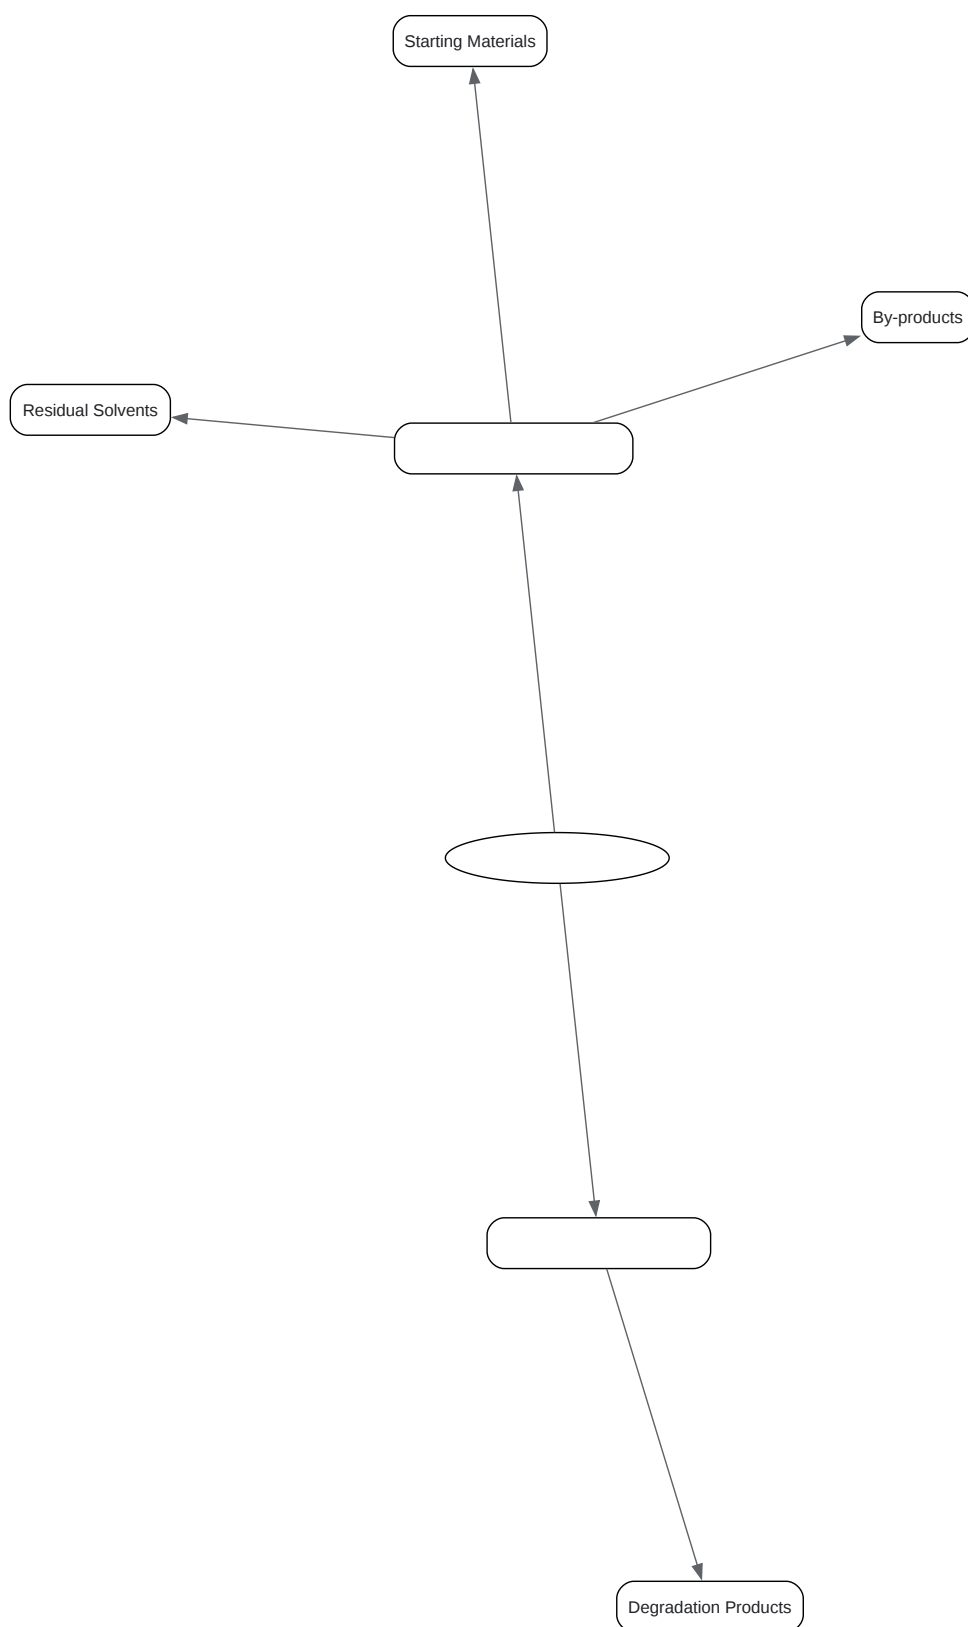 Starting Materials
By-products
Residual Solvents
Degradation Products